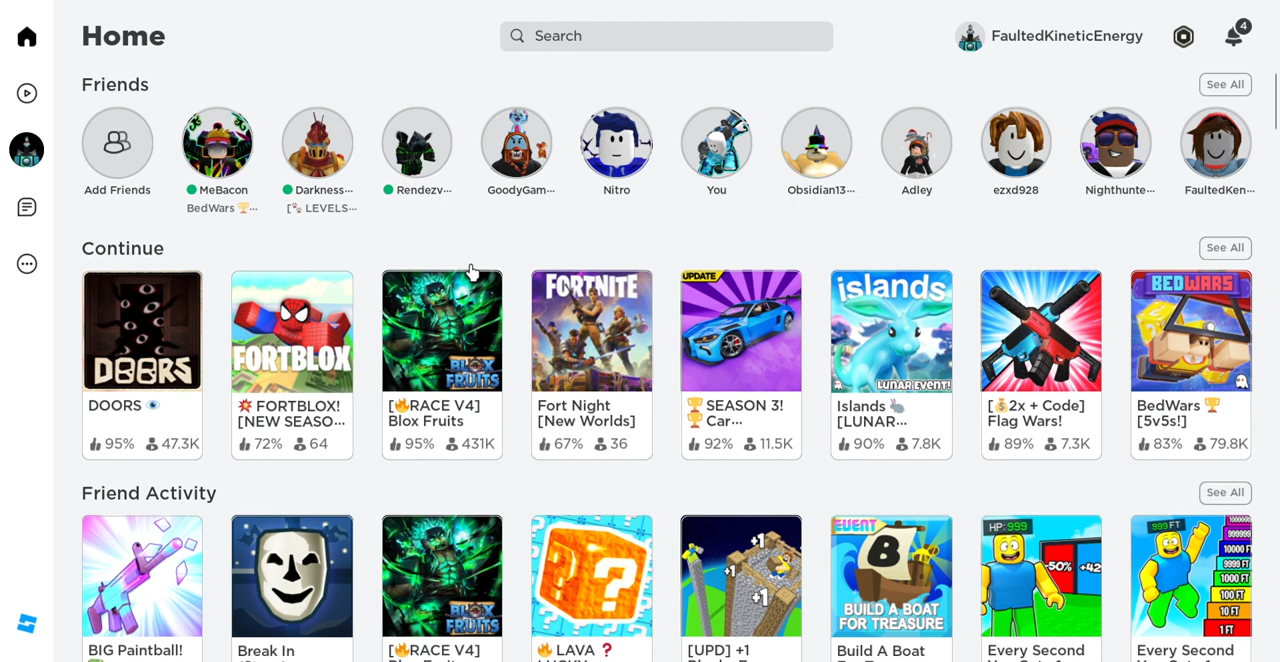 Home
Search
FaultedKineticEnergy
4
Friends
See All
Add Friends
MeBacon
BedWars 🏆...
Darkness...
[🐾 LEVELS...
Rendezv...
GoodyGam...
Nitro
You
Obsidian13...
Adley
ezxd928
Nighthunte...
FaultedKen...
Continue
See All
DOORS
FORTBLOX
BLOX
FRUITS
FORTNITE
UPDATE
islands
LUNAR EVENT!
BEDWARS
DOORS 👁️
95% 47.3K
💥 FORTBLOX!
[NEW SEASO...
72% 64
[🔥RACE V4]
Blox Fruits
95% 431K
Fort Night
[New Worlds]
67% 36
🏆 SEASON 3!
🏆 Car...
92% 11.5K
Islands 🐇
[LUNAR...
90% 7.8K
[💰2x + Code]
Flag Wars!
89% 7.3K
BedWars 🏆
[5v5s!]
83% 79.8K
Friend Activity
See All
BLOX
FRUITS
? ?
+1
+1
+1
EVENT
B
BUILD A BOAT
FOR TREASURE
HP: 999
-50%
+42
999 FT
999999
10000 FT
9999 FT
1000 FT
100 FT
10 FT
1 FT
BIG Paintball!
Break In
[🔥RACE V4]
🔥 LAVA ❓
[UPD] +1
Build A Boat
Every Second
Every Second